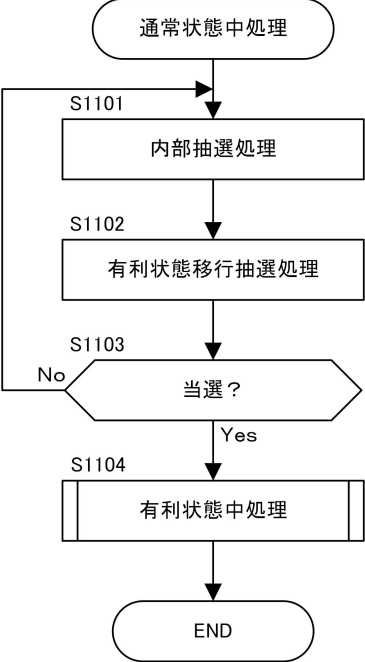 通常状態中処理
S1101
内部抽選処理
S1102
有利状態移行抽選処理
S1103
No
当選？
Yes
S1104
有利状態中処理
END